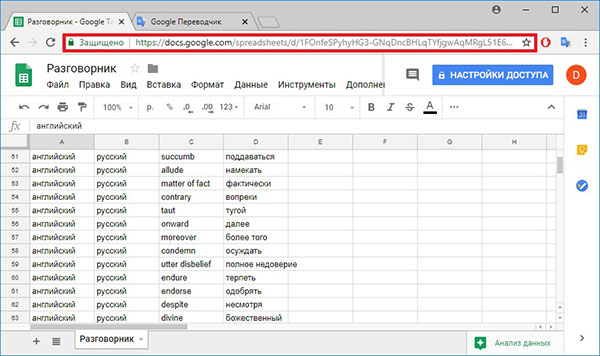 Разговорник - Google Та
Google Переводчик
Защищено https://docs.google.com/spreadsheets/d/1FOnfeSPyhyHG3-GNqDncBHLqTYfjgwAqMRgL51E6...
Разговорник
Файл Правка Вид Вставка Формат Данные Инструменты Дополне
НАСТРОЙКИ ДОСТУПА
D
100% р. % .0 .00 123 Arial 10 B I S A ...
fx английский
A B C D E F G H
51 английский русский succumb поддаваться
52 английский русский allude намекать
53 английский русский matter of fact фактически
54 английский русский contrary вопреки
55 английский русский taut тугой
56 английский русский onward далее
57 английский русский moreover более того
58 английский русский condemn осуждать
59 английский русский utter disbelief полное недоверие
60 английский русский endure терпеть
61 английский русский endorse одобрять
62 английский русский despite несмотря
63 английский русский divine божественный
Разговорник
Анализ данных